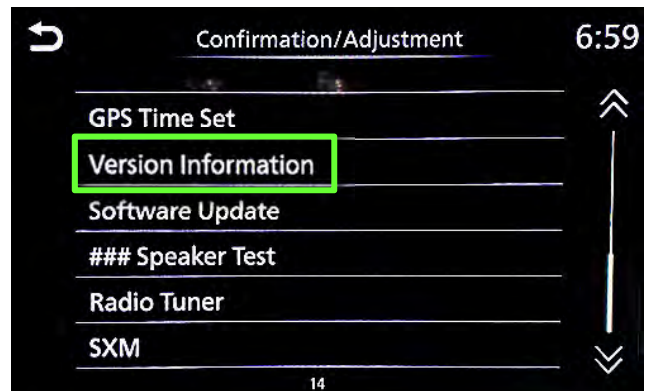 Confirmation/Adjustment 6:59
GPS Time Set
Version Information
Software Update
### Speaker Test
Radio Tuner
SXM
14